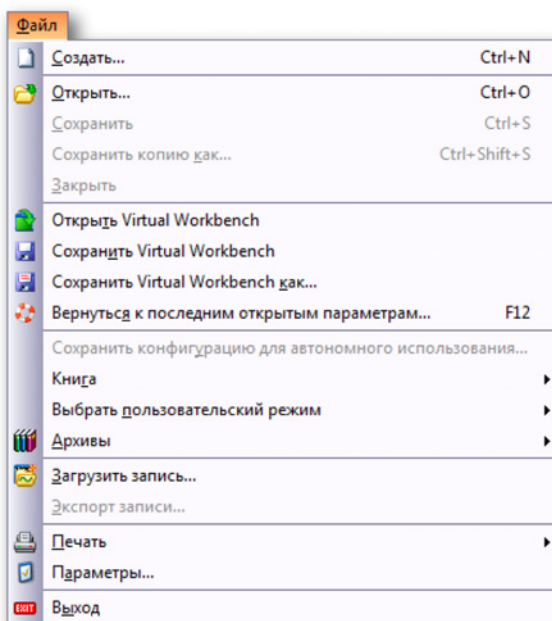 Файл
Создать... Ctrl+N
Открыть... Ctrl+O
Сохранить Ctrl+S
Сохранить копию как... Ctrl+Shift+S
Закрыть
Открыть Virtual Workbench
Сохранить Virtual Workbench
Сохранить Virtual Workbench как...
Вернуться к последним открытым параметрам... F12
Сохранить конфигурацию для автономного использования...
Книга
Выбрать пользовательский режим
Архивы
Загрузить запись...
Экспорт записи...
Печать
Параметры...
EXIT Выход